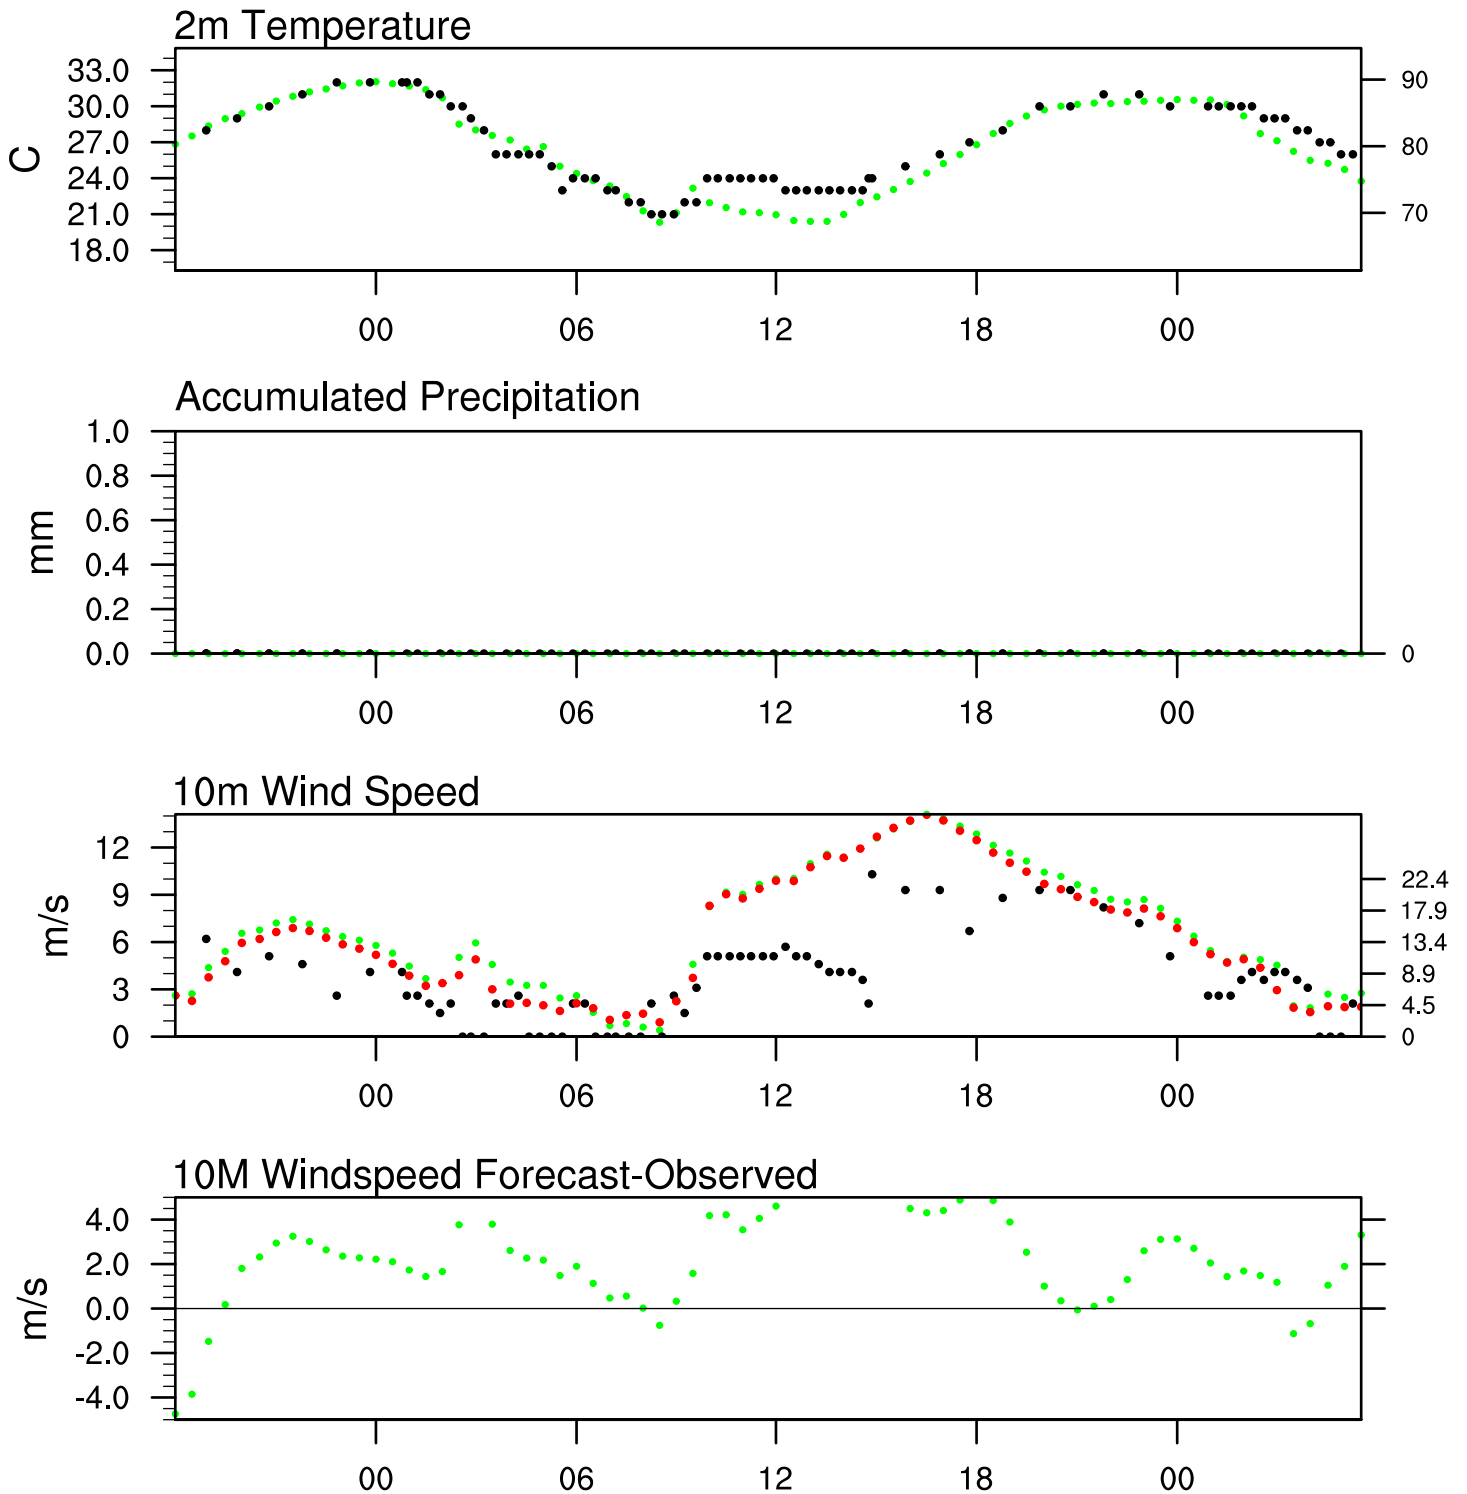 2m Temperature
33.0
30.0
27.0
24.0
21.0
18.0
C
90
80
70
00 06 12 18 00
Accumulated Precipitation
1.0
0.8
0.6
0.4
0.2
0.0
mm
0
00 06 12 18 00
10m Wind Speed
12
9
6
3
0
m/s
22.4
17.9
13.4
8.9
4.5
0
00 06 12 18 00
10M Windspeed Forecast-Observed
4.0
2.0
0.0
-2.0
-4.0
m/s
00 06 12 18 00